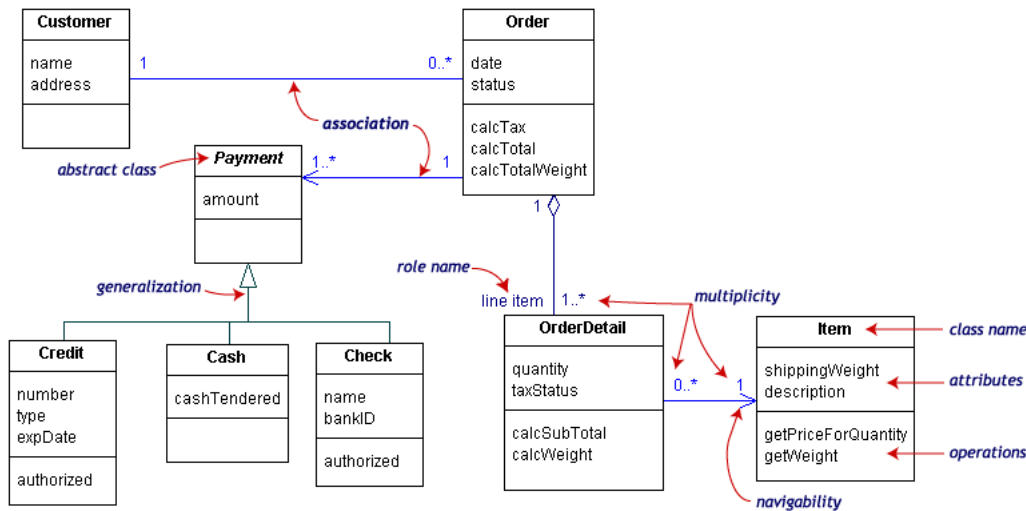 Customer
name
address
1
0..*
Order
date
status
calcTax
calcTotal
calcTotalWeight
association
abstract class
Payment
amount
1..*
1
1
generalization
role name
line item
1..*
multiplicity
Credit
number
type
expDate
authorized
Cash
cashTendered
Check
name
bankID
authorized
OrderDetail
quantity
taxStatus
calcSubTotal
calcWeight
0..*
1
Item
shippingWeight
description
getPriceForQuantity
getWeight
class name
attributes
operations
navigability